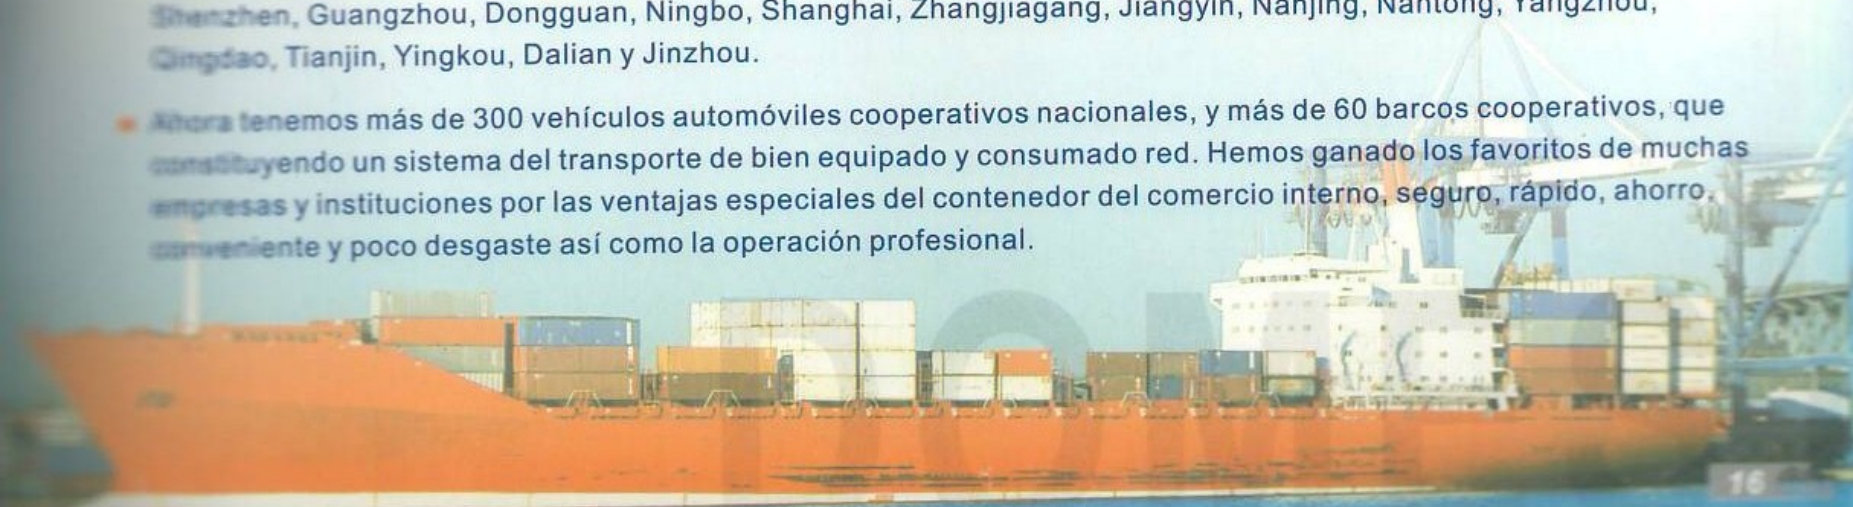 Shenzhen, Guangzhou, Dongguan, Ningbo, Shanghai, Zhangjiagang, Jiangyin, Nanjing, Nantong, Yangzhou,
Qingdao, Tianjin, Yingkou, Dalian y Jinzhou.
Ahora tenemos más de 300 vehículos automóviles cooperativos nacionales, y más de 60 barcos cooperativos, que
constituyendo un sistema del transporte de bien equipado y consumado red. Hemos ganado los favoritos de muchas
empresas y instituciones por las ventajas especiales del contenedor del comercio interno, seguro, rápido, ahorro,
conveniente y poco desgaste así como la operación profesional.
16